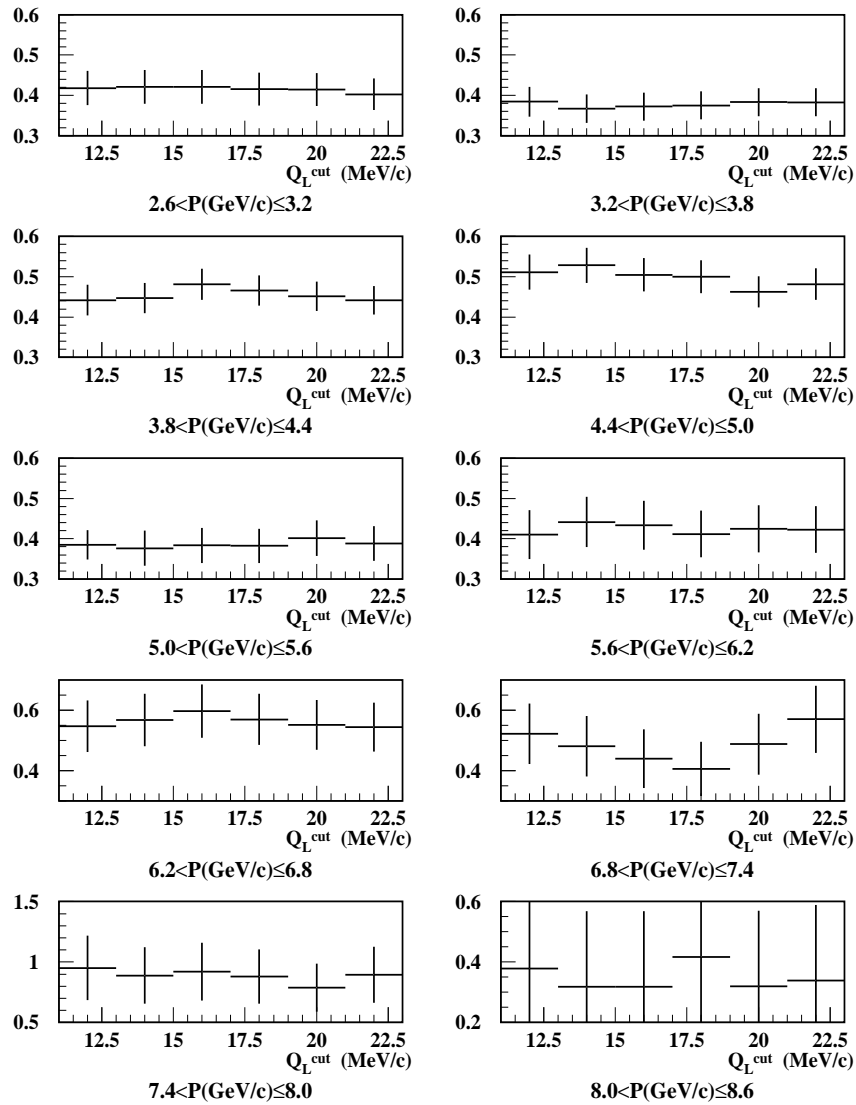 0.6
0.5
0.4
0.3
12.5 15 17.5 20 22.5
Q_L^cut (MeV/c)
2.6<P(GeV/c)≤3.2
0.6
0.5
0.4
0.3
12.5 15 17.5 20 22.5
Q_L^cut (MeV/c)
3.2<P(GeV/c)≤3.8
0.6
0.5
0.4
0.3
12.5 15 17.5 20 22.5
Q_L^cut (MeV/c)
3.8<P(GeV/c)≤4.4
0.6
0.5
0.4
0.3
12.5 15 17.5 20 22.5
Q_L^cut (MeV/c)
4.4<P(GeV/c)≤5.0
0.6
0.5
0.4
0.3
12.5 15 17.5 20 22.5
Q_L^cut (MeV/c)
5.0<P(GeV/c)≤5.6
0.6
0.5
0.4
0.3
12.5 15 17.5 20 22.5
Q_L^cut (MeV/c)
5.6<P(GeV/c)≤6.2
0.6
0.4
12.5 15 17.5 20 22.5
Q_L^cut (MeV/c)
6.2<P(GeV/c)≤6.8
0.6
0.4
12.5 15 17.5 20 22.5
Q_L^cut (MeV/c)
6.8<P(GeV/c)≤7.4
1.5
1
0.5
12.5 15 17.5 20 22.5
Q_L^cut (MeV/c)
7.4<P(GeV/c)≤8.0
0.6
0.4
0.2
12.5 15 17.5 20 22.5
Q_L^cut (MeV/c)
8.0<P(GeV/c)≤8.6